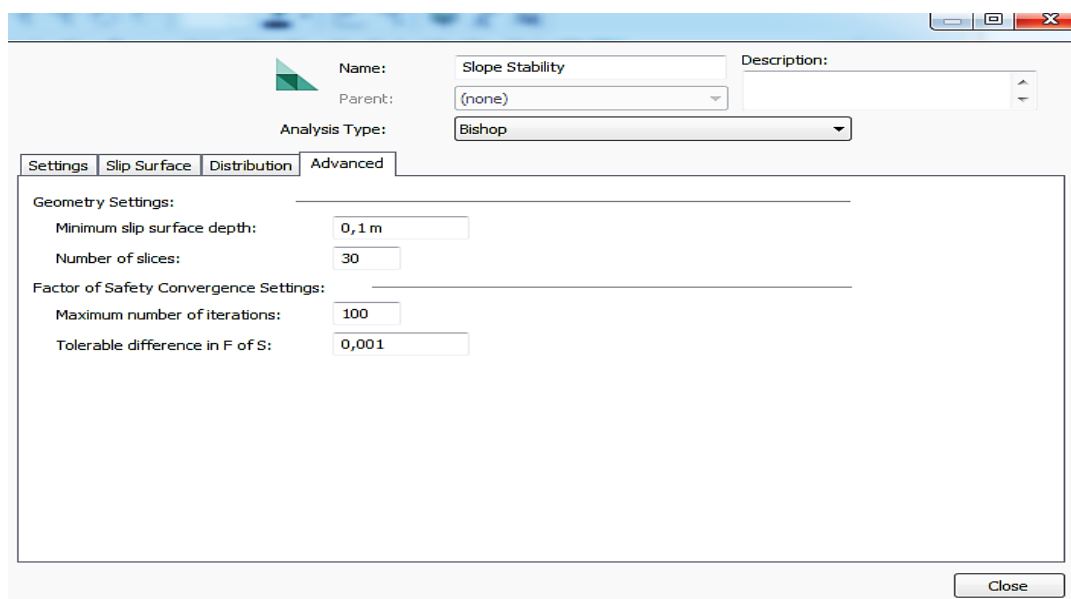 Name: Slope Stability Description:
Parent: (none)
Analysis Type: Bishop
Settings Slip Surface Distribution Advanced
Geometry Settings:
Minimum slip surface depth: 0,1 m
Number of slices: 30
Factor of Safety Convergence Settings:
Maximum number of iterations: 100
Tolerable difference in F of S: 0,001
Close